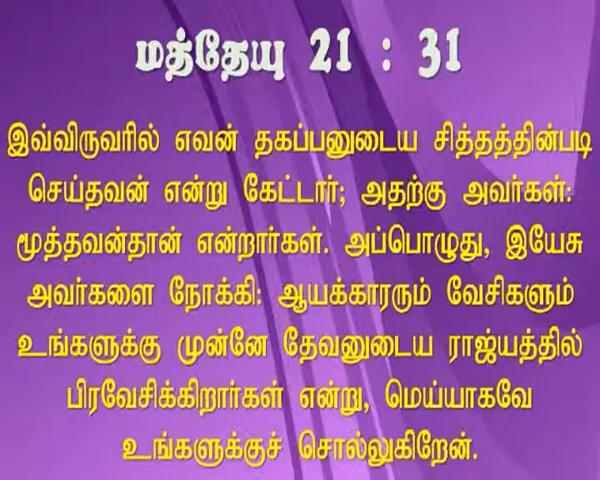 மத்தேயு 21 : 31
இவ்விருவரில் எவன் தகப்பனுடைய சித்தத்தின்படி
செய்தவன் என்று கேட்டார்; அதற்கு அவர்கள்:
மூத்தவன்தான் என்றார்கள். அப்பொழுது, இயேசு
அவர்களை நோக்கி: ஆயக்காரரும் வேசிகளும்
உங்களுக்கு முன்னே தேவனுடைய ராஜ்யத்தில்
பிரவேசிக்கிறார்கள் என்று, மெய்யாகவே
உங்களுக்குச் சொல்லுகிறேன்.